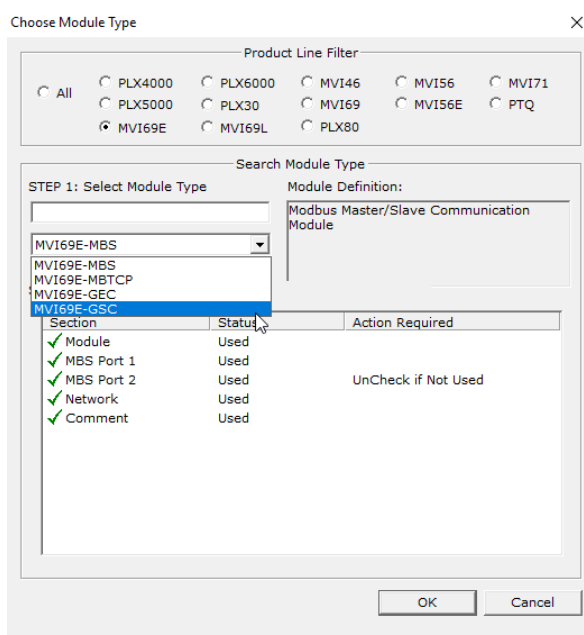 Choose Module Type
Product Line Filter
All
PLX4000
PLX6000
MVI46
MVI56
MVI71
PLX5000
PLX30
MVI69
MVI56E
PTQ
MVI69E
MVI69L
PLX80
Search Module Type
STEP 1: Select Module Type
Module Definition:
Modbus Master/Slave Communication
Module
MVI69E-MBS
MVI69E-MBS
MVI69E-MBTCP
MVI69E-GEC
MVI69E-GSC
Section Status Action Required
Module Used
MBS Port 1 Used
MBS Port 2 Used UnCheck if Not Used
Network Used
Comment Used
OK Cancel